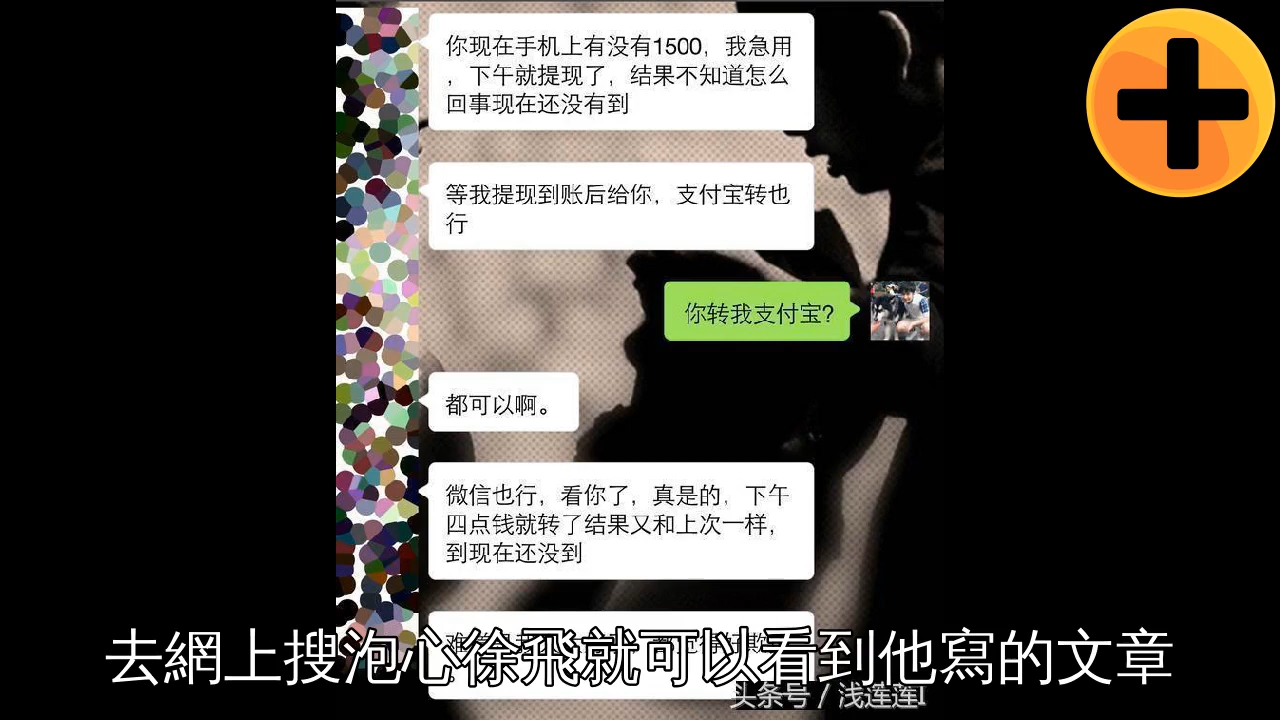 你现在手机上有没有1500，我急用
，下午就提现了，结果不知道怎么
回事现在还没有到
等我提现到账后给你，支付宝转也
行
你转我支付宝?
都可以啊。
微信也行，看你了，真是的，下午
四点钱就转了结果又和上次一样，
到现在还没到
去網上搜泡心徐飛就可以看到他寫的文章
头条号 / 浅莲莲I